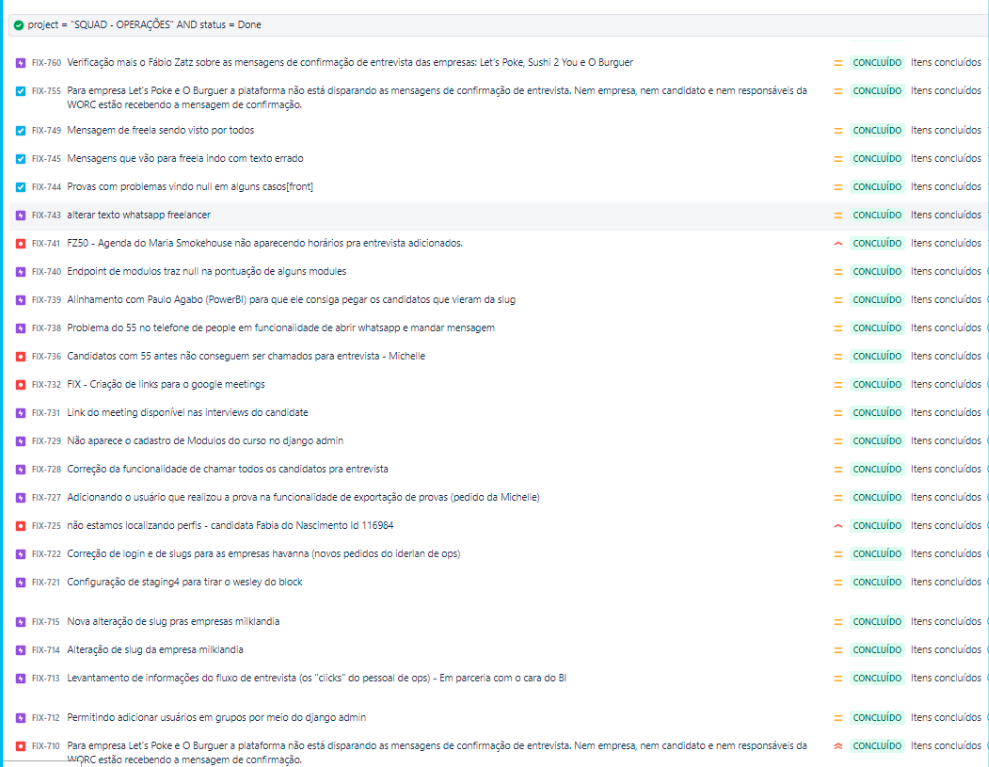 project = "SQUAD - OPERAÇÕES" AND status = Done
FIX-760 Verificação mais o Fábio Zatz sobre as mensagens de confirmação de entrevista das empresas: Let's Poke, Sushi 2 You e O Burguer = CONCLUÍDO Itens concluídos
FIX-755 Para empresa Let's Poke e O Burguer a plataforma não está disparando as mensagens de confirmação de entrevista. Nem empresa, nem candidato e nem responsáveis da = CONCLUÍDO Itens concluídos
WORC estão recebendo a mensagem de confirmação.
FIX-749 Mensagem de freela sendo visto por todos = CONCLUÍDO Itens concluídos
FIX-745 Mensagens que vão para freela indo com texto errado = CONCLUÍDO Itens concluídos
FIX-744 Provas com problemas vindo null em alguns casos[front] = CONCLUÍDO Itens concluídos
FIX-743 alterar texto whatsapp freelancer = CONCLUÍDO Itens concluídos
FIX-741 FZ50 - Agenda do Maria Smokehouse não aparecendo horários pra entrevista adicionados. CONCLUÍDO Itens concluídos
FIX-740 Endpoint de modulos traz null na pontuação de alguns modules = CONCLUÍDO Itens concluídos
FIX-739 Alinhamento com Paulo Agabo (PowerBI) para que ele consiga pegar os candidatos que vieram da slug = CONCLUÍDO Itens concluídos
FIX-738 Problema do 55 no telefone de people em funcionalidade de abrir whatsapp e mandar mensagem = CONCLUÍDO Itens concluídos
FIX-736 Candidatos com 55 antes não conseguem ser chamados para entrevista - Michelle = CONCLUÍDO Itens concluídos
FIX-732 FIX - Criação de links para o google meetings = CONCLUÍDO Itens concluídos
FIX-731 Link do meeting disponível nas interviews do candidate = CONCLUÍDO Itens concluídos
FIX-729 Não aparece o cadastro de Modulos do curso no django admin = CONCLUÍDO Itens concluídos
FIX-728 Correção da funcionalidade de chamar todos os candidatos pra entrevista = CONCLUÍDO Itens concluídos
FIX-727 Adicionando o usuário que realizou a prova na funcionalidade de exportação de provas (pedido da Michelle) = CONCLUÍDO Itens concluídos
FIX-725 não estamos localizando perfis - candidata Fabia do Nascimento Id 116984 CONCLUÍDO Itens concluídos
FIX-722 Correção de login e de slugs para as empresas havanna (novos pedidos do iderlan de ops) = CONCLUÍDO Itens concluídos
FIX-721 Configuração de staging4 para tirar o wesley do block = CONCLUÍDO Itens concluídos
FIX-715 Nova alteração de slug pras empresas milklandia = CONCLUÍDO Itens concluídos
FIX-714 Alteração de slug da empresa milklandia = CONCLUÍDO Itens concluídos
FIX-713 Levantamento de informações do fluxo de entrevista (os "clicks" do pessoal de ops) - Em parceria com o cara do BI = CONCLUÍDO Itens concluídos
FIX-712 Permitindo adicionar usuários em grupos por meio do django admin = CONCLUÍDO Itens concluídos
FIX-710 Para empresa Let's Poke e O Burguer a plataforma não está disparando as mensagens de confirmação de entrevista. Nem empresa, nem candidato e nem responsáveis da CONCLUÍDO Itens concluídos
WORC estão recebendo a mensagem de confirmação.